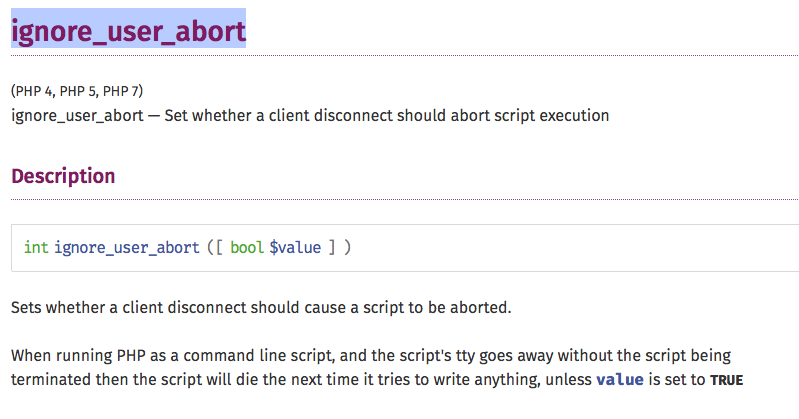 ignore_user_abort
(PHP 4, PHP 5, PHP 7)
ignore_user_abort — Set whether a client disconnect should abort script execution
Description
int ignore_user_abort ([ bool $value ] )
Sets whether a client disconnect should cause a script to be aborted.
When running PHP as a command line script, and the script's tty goes away without the script being
terminated then the script will die the next time it tries to write anything, unless value is set to TRUE